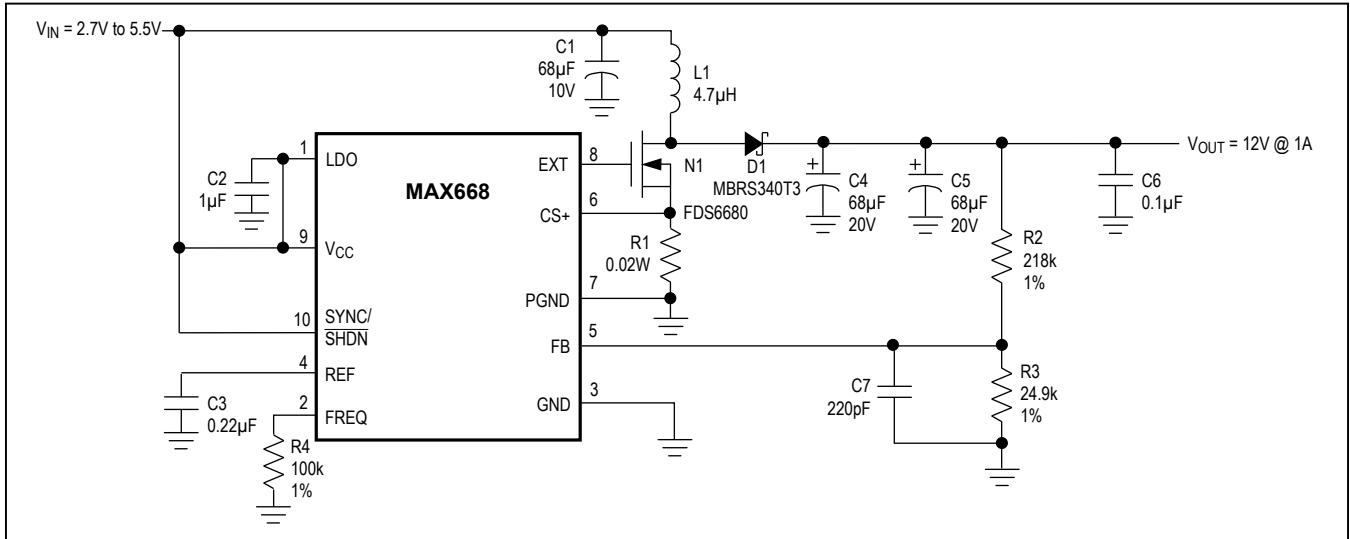 VIN = 2.7V to 5.5V
C1
68µF
10V
L1
4.7µH
1
LDO
C2
1µF
MAX668
EXT
8
N1
FDS6680
D1
MBRS340T3
C4
68µF
20V
C5
68µF
20V
VOUT = 12V @ 1A
C6
0.1µF
6
CS+
R1
0.02W
R2
218k
1%
9
VCC
7
PGND
10
SYNC/
SHDN
5
FB
4
REF
C3
0.22µF
3
GND
C7
220pF
R3
24.9k
1%
2
FREQ
R4
100k
1%